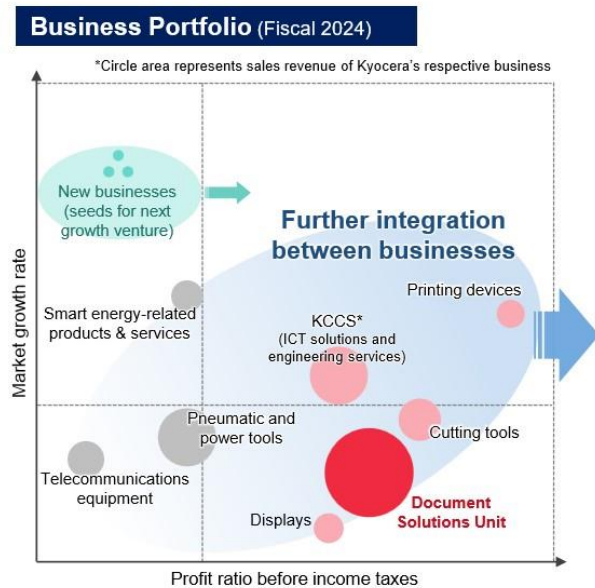 Business Portfolio (Fiscal 2024)
*Circle area represents sales revenue of Kyocera's respective business
New businesses
(seeds for next
growth venture)
Further integration
between businesses
Printing devices
Smart energy-related
products & services
KCCS*
(ICT solutions and
engineering services)
Market growth rate
Pneumatic and
power tools
Cutting tools
Telecommunications
equipment
Document
Solutions Unit
Displays
Profit ratio before income taxes